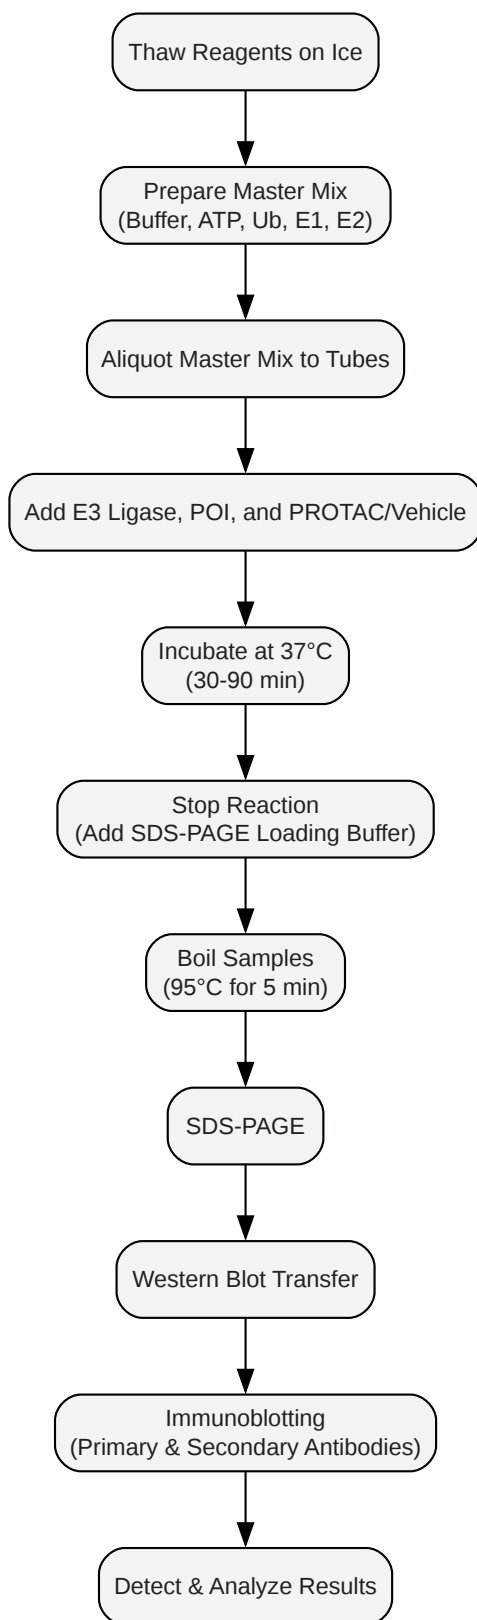 Thaw Reagents on Ice
Prepare Master Mix
(Buffer, ATP, Ub, E1, E2)
Aliquot Master Mix to Tubes
Add E3 Ligase, POI, and PROTAC/Vehicle
Incubate at 37°C
(30-90 min)
Stop Reaction
(Add SDS-PAGE Loading Buffer)
Boil Samples
(95°C for 5 min)
SDS-PAGE
Western Blot Transfer
Immunoblotting
(Primary & Secondary Antibodies)
Detect & Analyze Results